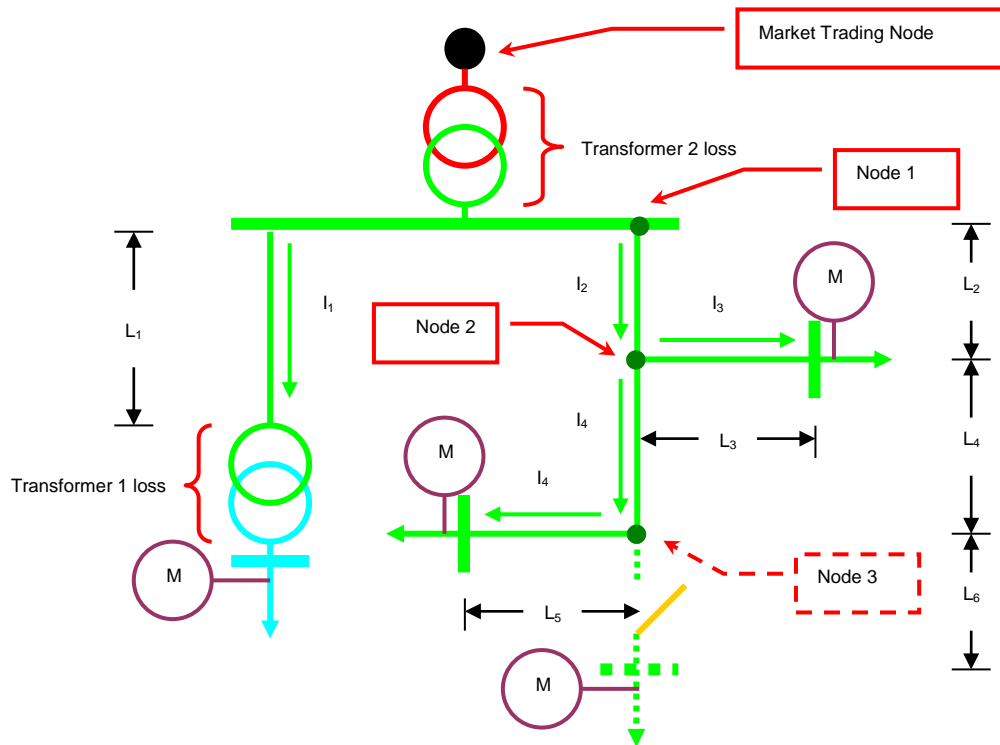 Market Trading Node
Transformer 2 loss
Node 1
M
I₂
L₂
I₁
I₃
L₁
Node 2
I₄
L₄
L₃
M
Transformer 1 loss
I₄
M
Node 3
L₆
L₅
M